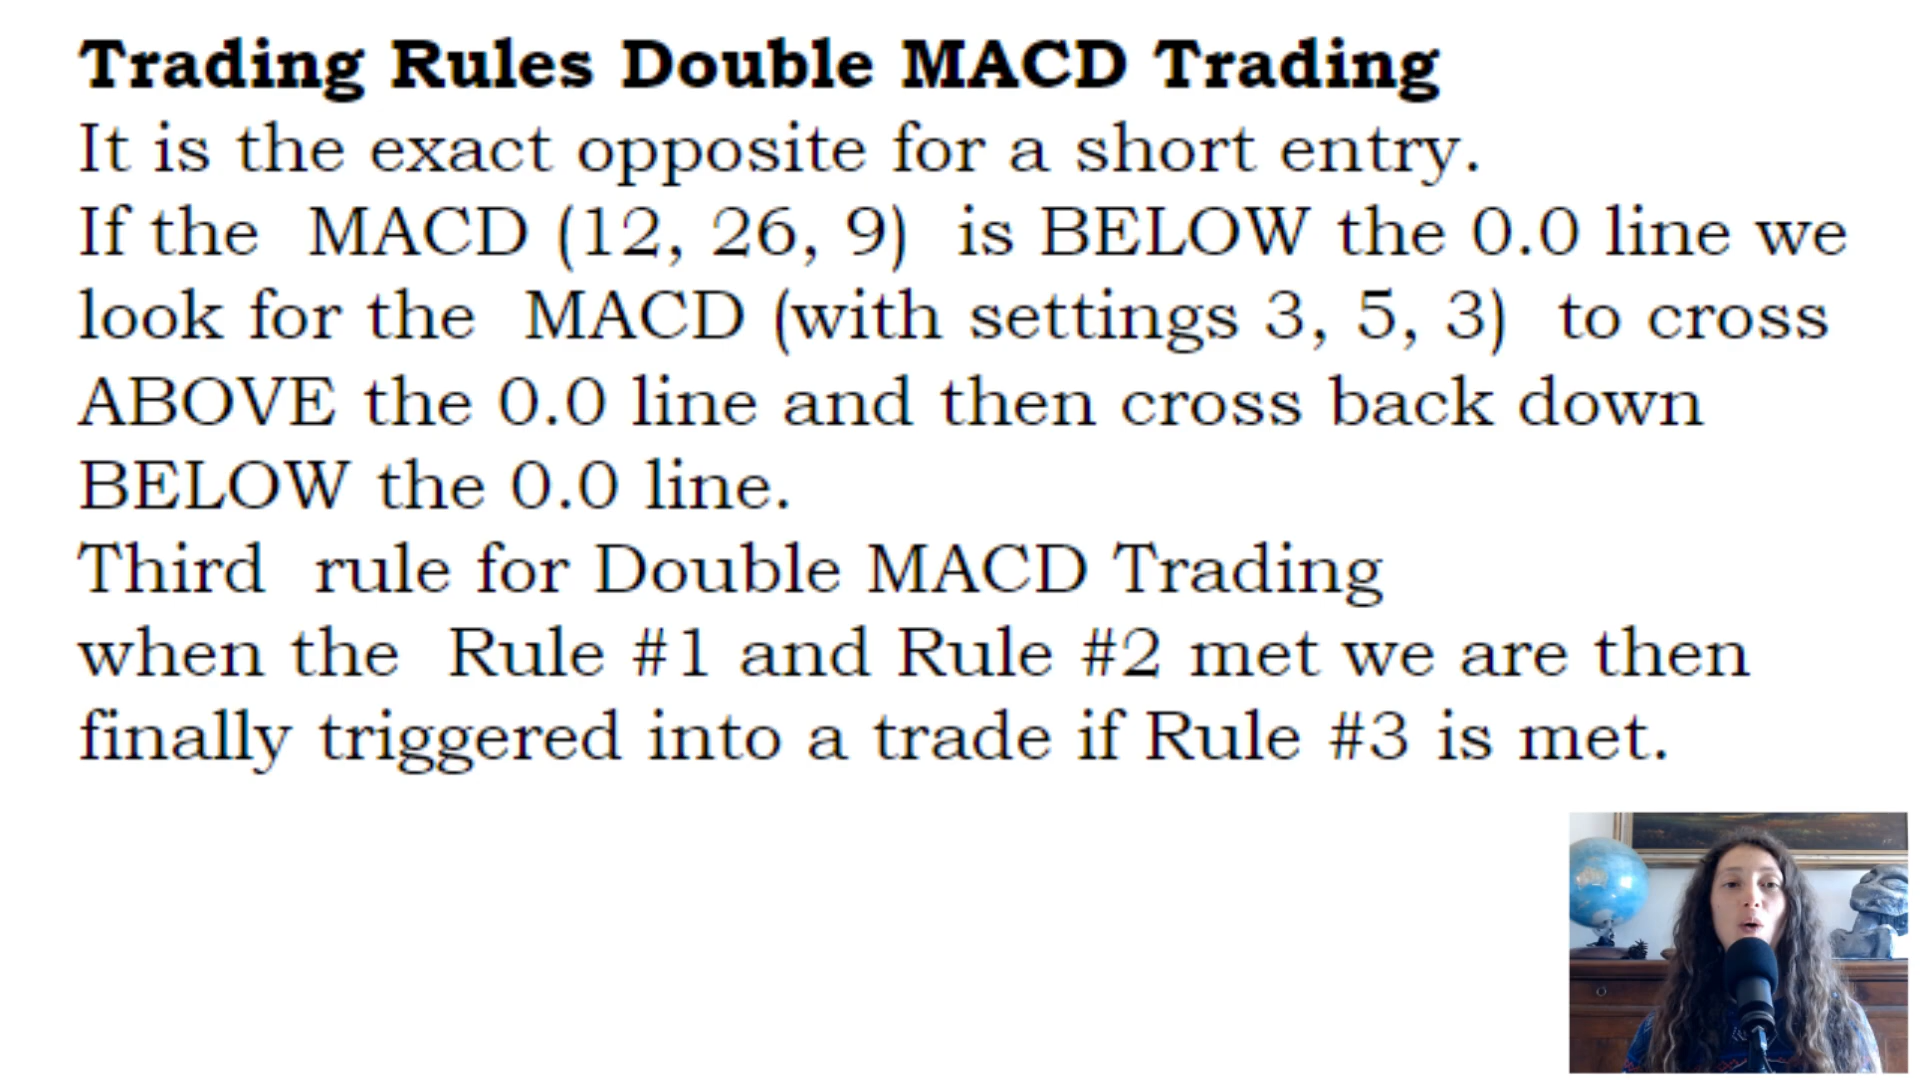 Trading Rules Double MACD Trading
It is the exact opposite for a short entry.
If the  MACD (12, 26, 9)  is BELOW the 0.0 line we
look for the  MACD (with settings 3, 5, 3)  to cross
ABOVE the 0.0 line and then cross back down
BELOW the 0.0 line.
Third  rule for Double MACD Trading
when the  Rule #1 and Rule #2 met we are then
finally triggered into a trade if Rule #3 is met.